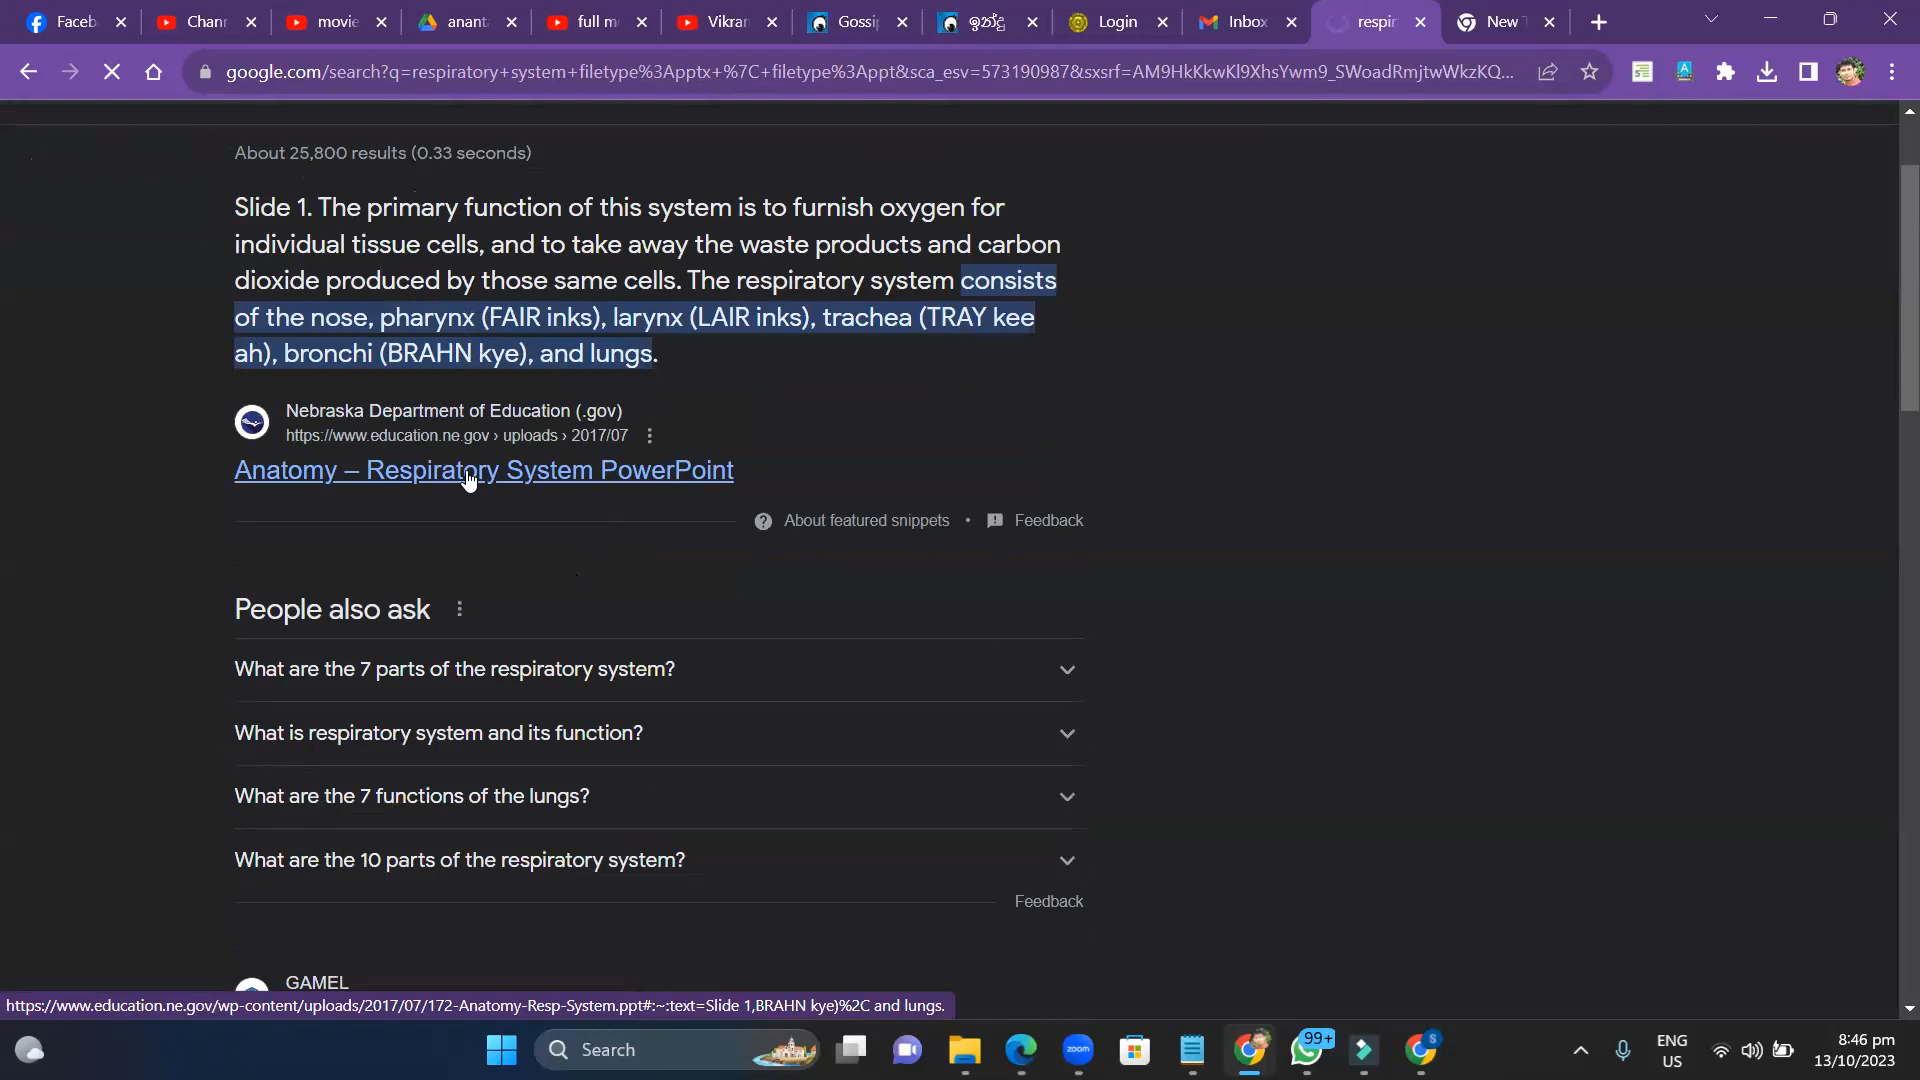 Faceb
Chann
movie
ananta
full m
Vikran
Gossip
ඉන්දු
Login
Inbox
respir
New T
google.com/search?q=respiratory+system+filetype%3Apptx+%7C+filetype%3Appt&sca_esv=573190987&sxsrf=AM9HkKkwKl9XhsYwm9_SWoadRmjtwWkzKQ...
About 25,800 results (0.33 seconds)
Slide 1. The primary function of this system is to furnish oxygen for
individual tissue cells, and to take away the waste products and carbon
dioxide produced by those same cells. The respiratory system consists
of the nose, pharynx (FAIR inks), larynx (LAIR inks), trachea (TRAY kee
ah), bronchi (BRAHN kye), and lungs.
Nebraska Department of Education (.gov)
https://www.education.ne.gov › uploads › 2017/07
Anatomy – Respiratory System PowerPoint
About featured snippets • Feedback
People also ask
What are the 7 parts of the respiratory system?
What is respiratory system and its function?
What are the 7 functions of the lungs?
What are the 10 parts of the respiratory system?
Feedback
GAMEL
https://www.education.ne.gov/wp-content/uploads/2017/07/172-Anatomy-Resp-System.ppt#:~:text=Slide 1,BRAHN kye)%2C and lungs.
Search
zoom
99+
S
ENG
US
8:46 pm
13/10/2023